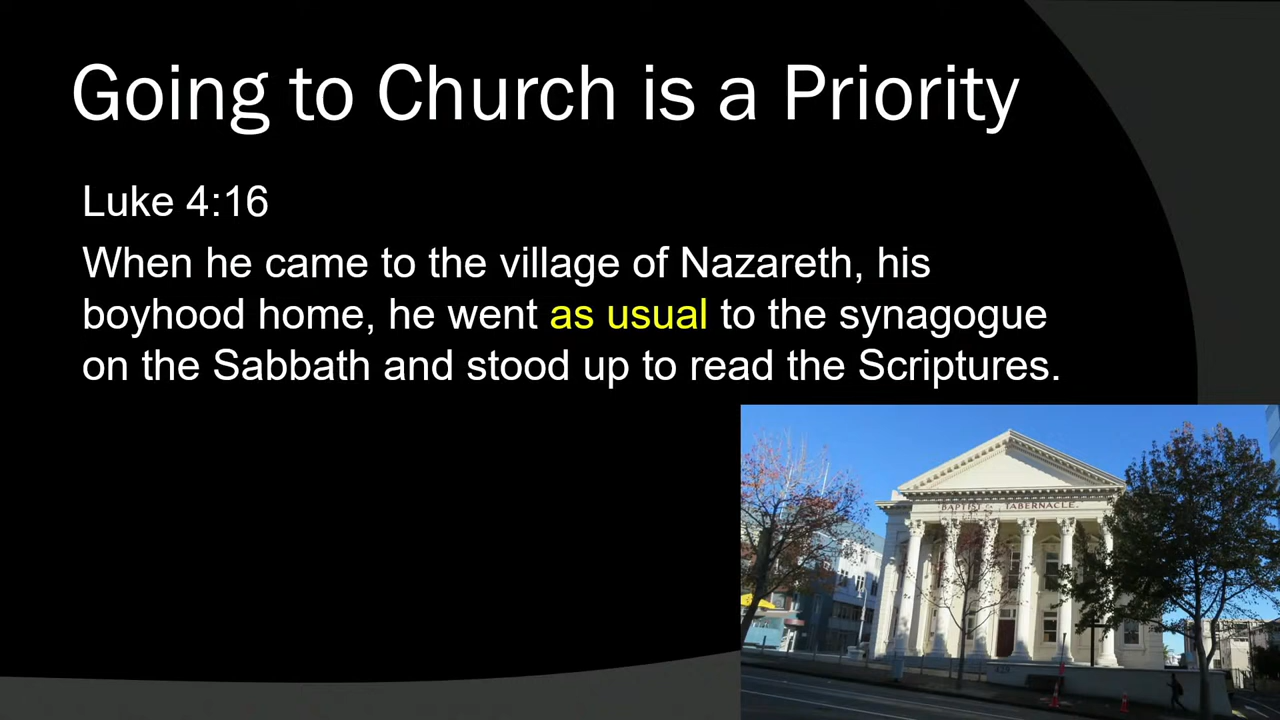 Going to Church is a Priority
Luke 4:16
When he came to the village of Nazareth, his
boyhood home, he went as usual to the synagogue
on the Sabbath and stood up to read the Scriptures.
BAPTIST TABERNACLE.